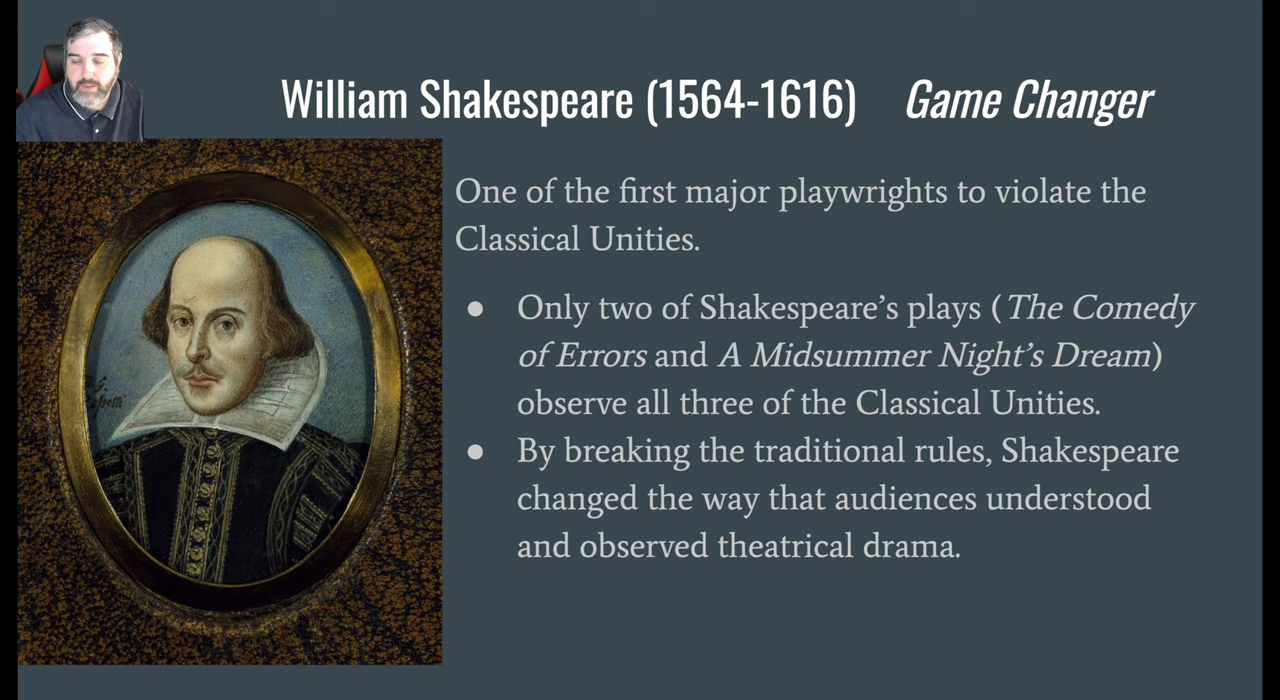 William Shakespeare (1564-1616) Game Changer
One of the first major playwrights to violate the
Classical Unities.
● Only two of Shakespeare’s plays (The Comedy
of Errors and A Midsummer Night’s Dream)
observe all three of the Classical Unities.
● By breaking the traditional rules, Shakespeare
changed the way that audiences understood
and observed theatrical drama.